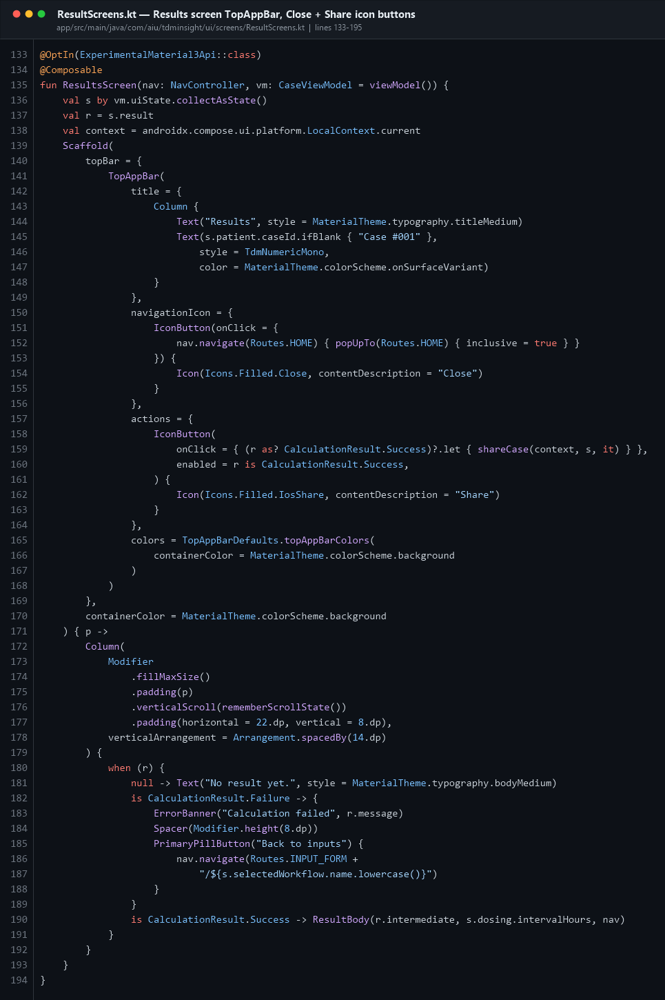 ResultScreens.kt — Results screen TopAppBar, Close + Share icon buttons
app/src/main/java/com/aiu/tdminsight/ui/screens/ResultScreens.kt | lines 133-195
133 @OptIn(ExperimentalMaterial3Api::class)
134 @Composable
135 fun ResultsScreen(nav: NavController, vm: CaseViewModel = viewModel()) {
136     val s by vm.uiState.collectAsState()
137     val r = s.result
138     val context = androidx.compose.ui.platform.LocalContext.current
139     Scaffold(
140         topBar = {
141             TopAppBar(
142                 title = {
143                     Column {
144                         Text("Results", style = MaterialTheme.typography.titleMedium)
145                         Text(s.patient.caseId.ifBlank { "Case #001" },
146                             style = TdmNumericMono,
147                             color = MaterialTheme.colorScheme.onSurfaceVariant)
148                     }
149                 },
150                 navigationIcon = {
151                     IconButton(onClick = {
152                         nav.navigate(Routes.HOME) { popUpTo(Routes.HOME) { inclusive = true } }
153                     }) {
154                         Icon(Icons.Filled.Close, contentDescription = "Close")
155                     }
156                 },
157                 actions = {
158                     IconButton(
159                         onClick = { (r as? CalculationResult.Success)?.let { shareCase(context, s, it) } },
160                         enabled = r is CalculationResult.Success,
161                     ) {
162                         Icon(Icons.Filled.IosShare, contentDescription = "Share")
163                     }
164                 },
165                 colors = TopAppBarDefaults.topAppBarColors(
166                     containerColor = MaterialTheme.colorScheme.background
167                 )
168             )
169         },
170         containerColor = MaterialTheme.colorScheme.background
171     ) { p ->
172         Column(
173             Modifier
174                 .fillMaxSize()
175                 .padding(p)
176                 .verticalScroll(rememberScrollState())
177                 .padding(horizontal = 22.dp, vertical = 8.dp),
178             verticalArrangement = Arrangement.spacedBy(14.dp)
179         ) {
180             when (r) {
181                 null -> Text("No result yet.", style = MaterialTheme.typography.bodyMedium)
182                 is CalculationResult.Failure -> {
183                     ErrorBanner("Calculation failed", r.message)
184                     Spacer(Modifier.height(8.dp))
185                     PrimaryPillButton("Back to inputs") {
186                         nav.navigate(Routes.INPUT_FORM +
187                             "/${s.selectedWorkflow.name.lowercase()}")
188                     }
189                 }
190                 is CalculationResult.Success -> ResultBody(r.intermediate, s.dosing.intervalHours, nav)
191             }
192         }
193     }
194 }